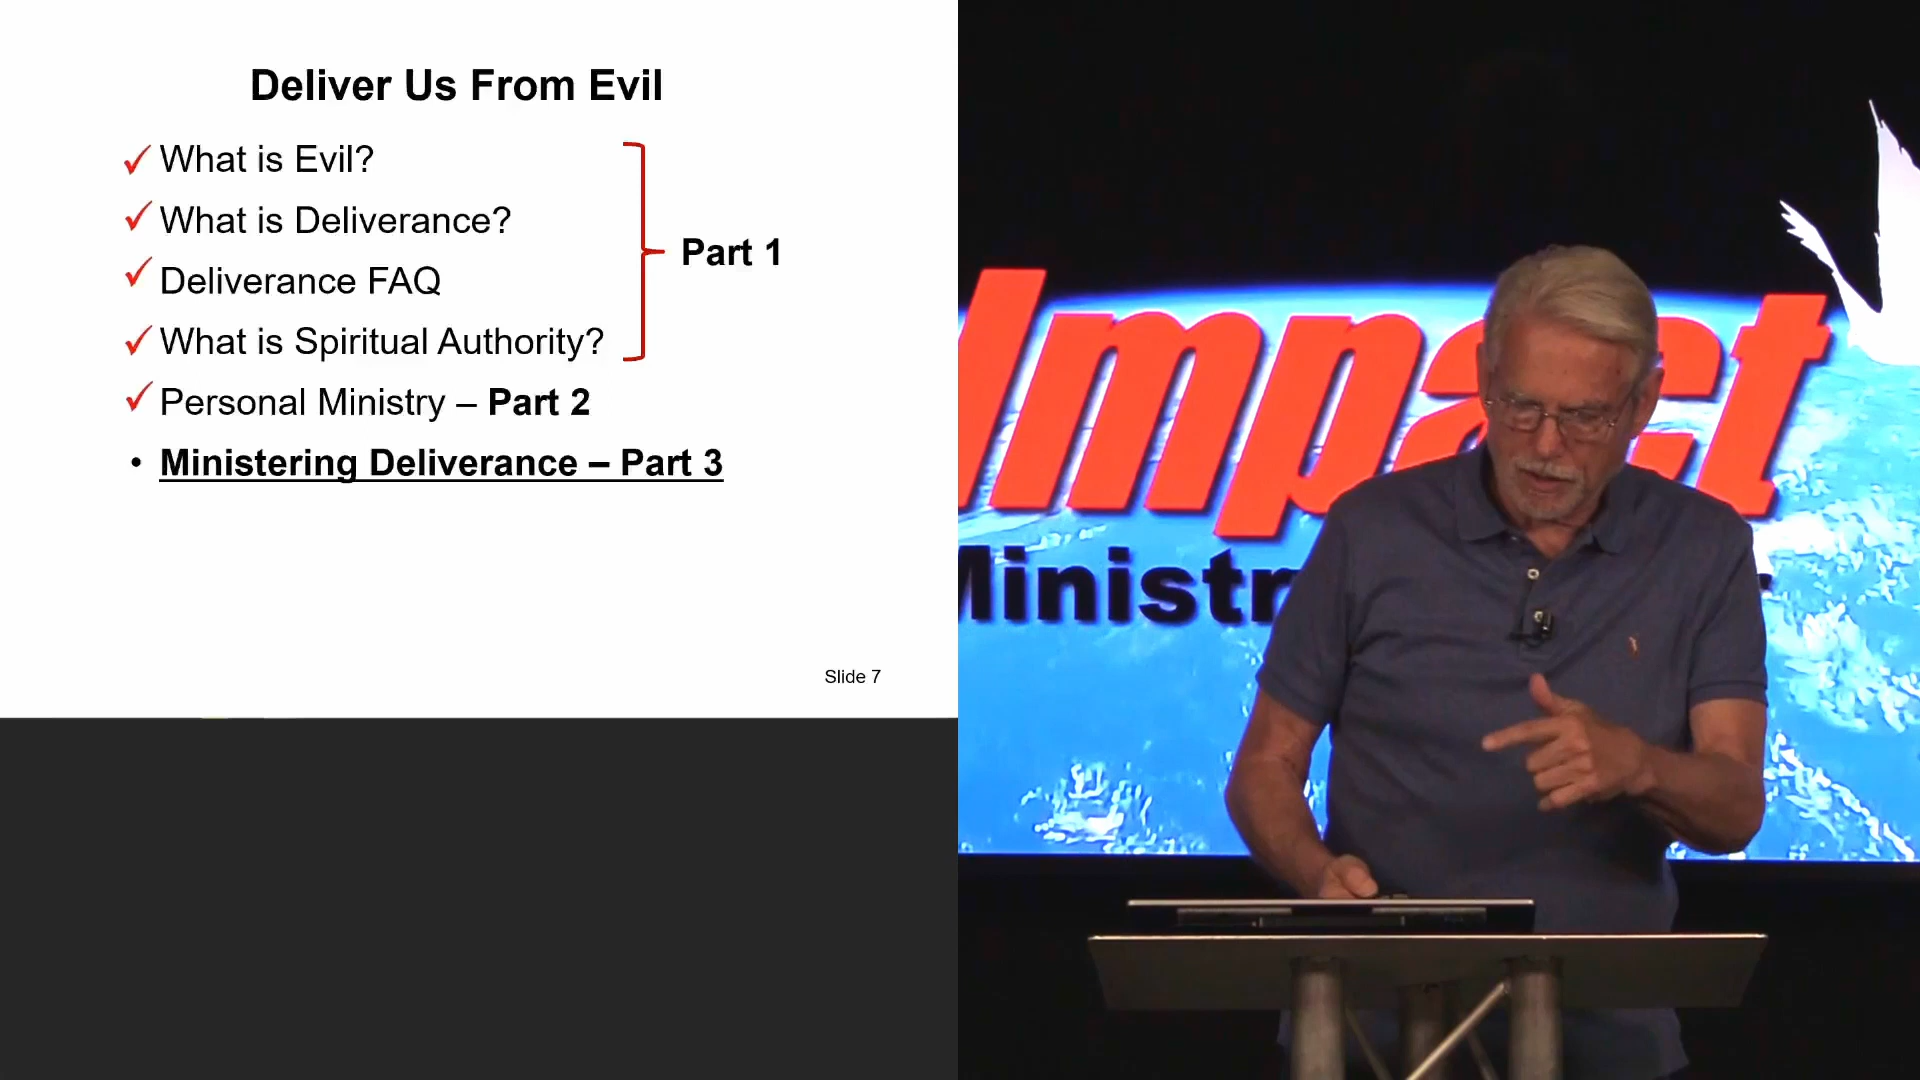 Deliver Us From Evil
What is Evil?
What is Deliverance?
Deliverance FAQ
What is Spiritual Authority?
Part 1
Personal Ministry – Part 2
• Ministering Deliverance – Part 3
Slide 7
Impact